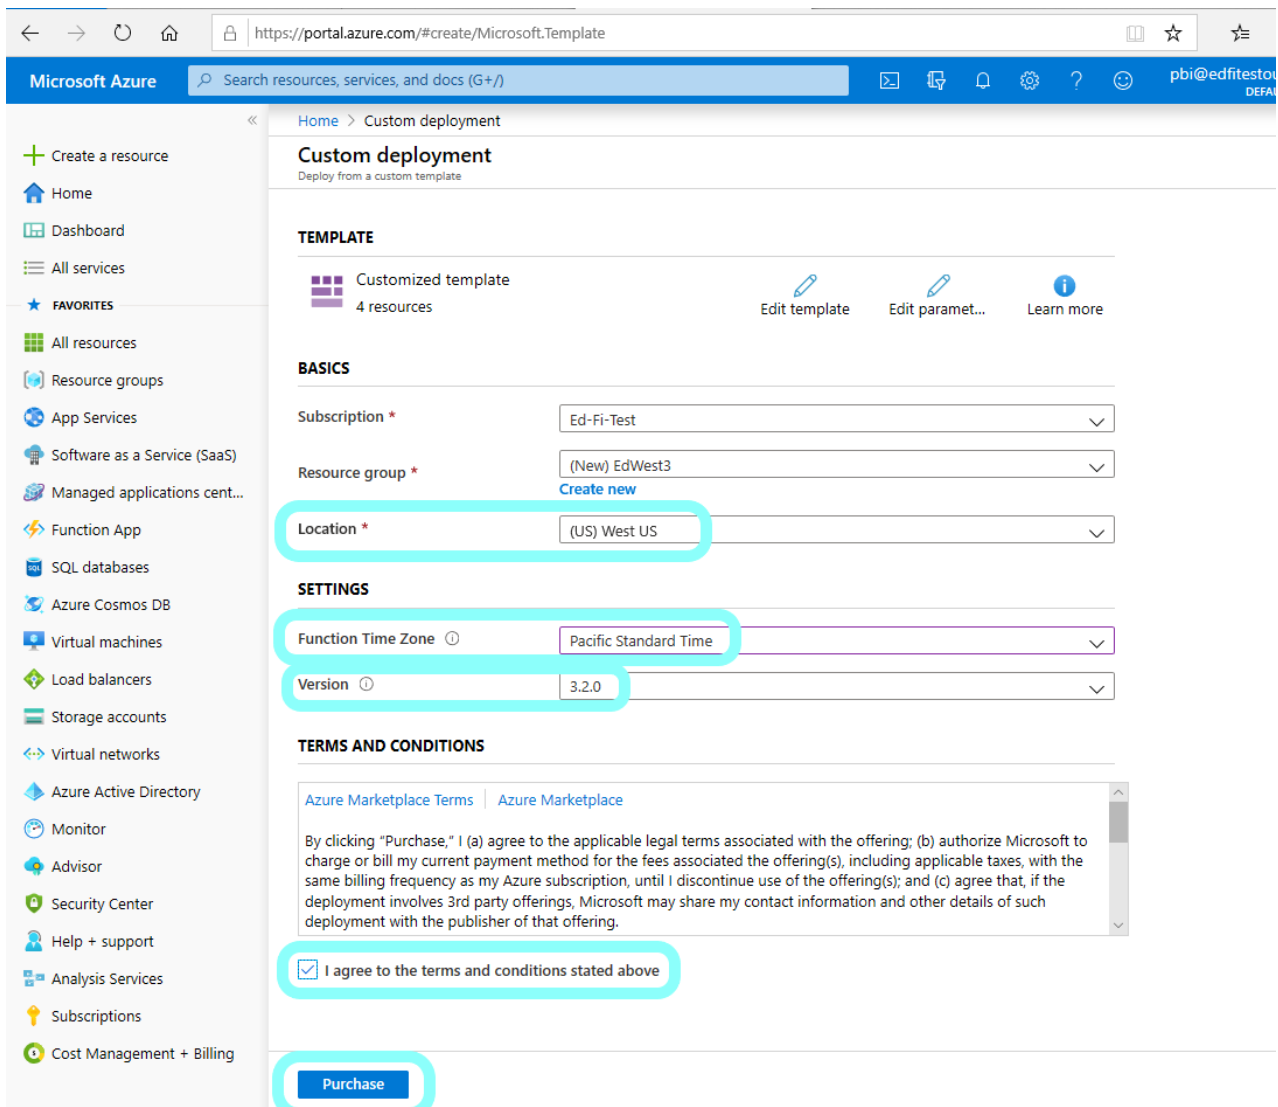 https://portal.azure.com/#create/Microsoft.Template
Microsoft Azure
Search resources, services, and docs (G+/)
pbi@edfitestou
DEFAU
«
Create a resource
Home
Dashboard
All services
FAVORITES
All resources
Resource groups
App Services
Software as a Service (SaaS)
Managed applications cent...
Function App
SQL databases
Azure Cosmos DB
Virtual machines
Load balancers
Storage accounts
Virtual networks
Azure Active Directory
Monitor
Advisor
Security Center
Help + support
Analysis Services
Subscriptions
Cost Management + Billing
Home > Custom deployment
Custom deployment
Deploy from a custom template
TEMPLATE
Customized template
4 resources
Edit template
Edit paramet...
Learn more
BASICS
Subscription *
Ed-Fi-Test
Resource group *
(New) EdWest3
Create new
Location *
(US) West US
SETTINGS
Function Time Zone
Pacific Standard Time
Version
3.2.0
TERMS AND CONDITIONS
Azure Marketplace Terms | Azure Marketplace
By clicking “Purchase,” I (a) agree to the applicable legal terms associated with the offering; (b) authorize Microsoft to
charge or bill my current payment method for the fees associated the offering(s), including applicable taxes, with the
same billing frequency as my Azure subscription, until I discontinue use of the offering(s); and (c) agree that, if the
deployment involves 3rd party offerings, Microsoft may share my contact information and other details of such
deployment with the publisher of that offering.
I agree to the terms and conditions stated above
Purchase